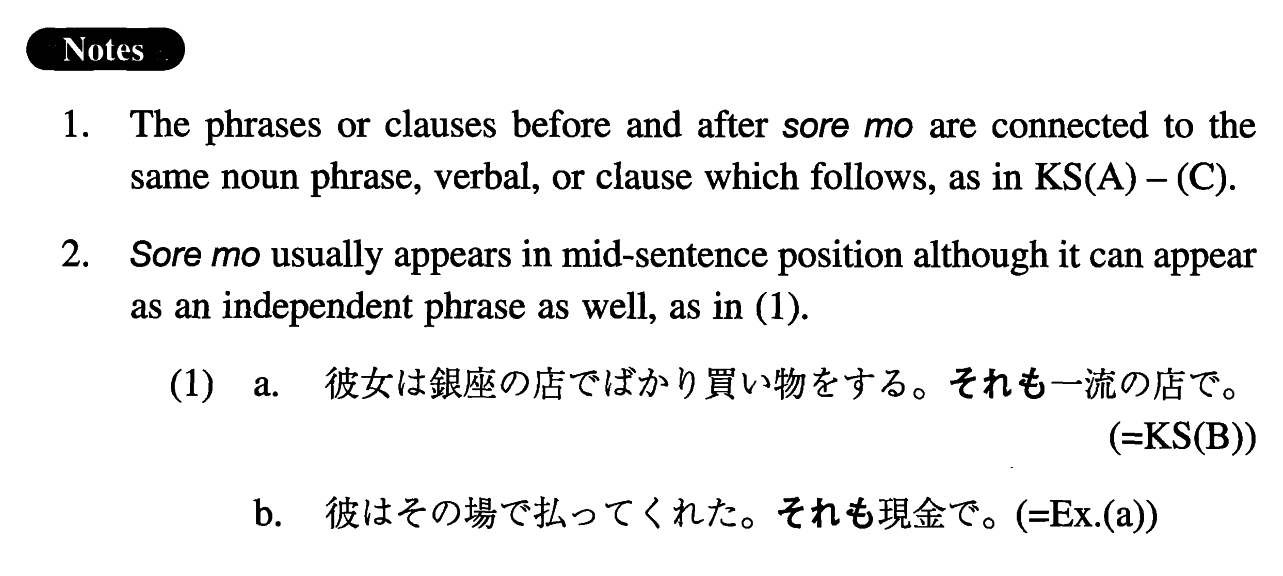 Notes
1. The phrases or clauses before and after sore mo are connected to the
same noun phrase, verbal, or clause which follows, as in KS(A) – (C).
2. Sore mo usually appears in mid-sentence position although it can appear
as an independent phrase as well, as in (1).
(1) a. 彼女は銀座の店でばかり買い物をする。それも一流の店で。
(=KS(B))
b. 彼はその場で払ってくれた。それも現金で。(=Ex.(a))